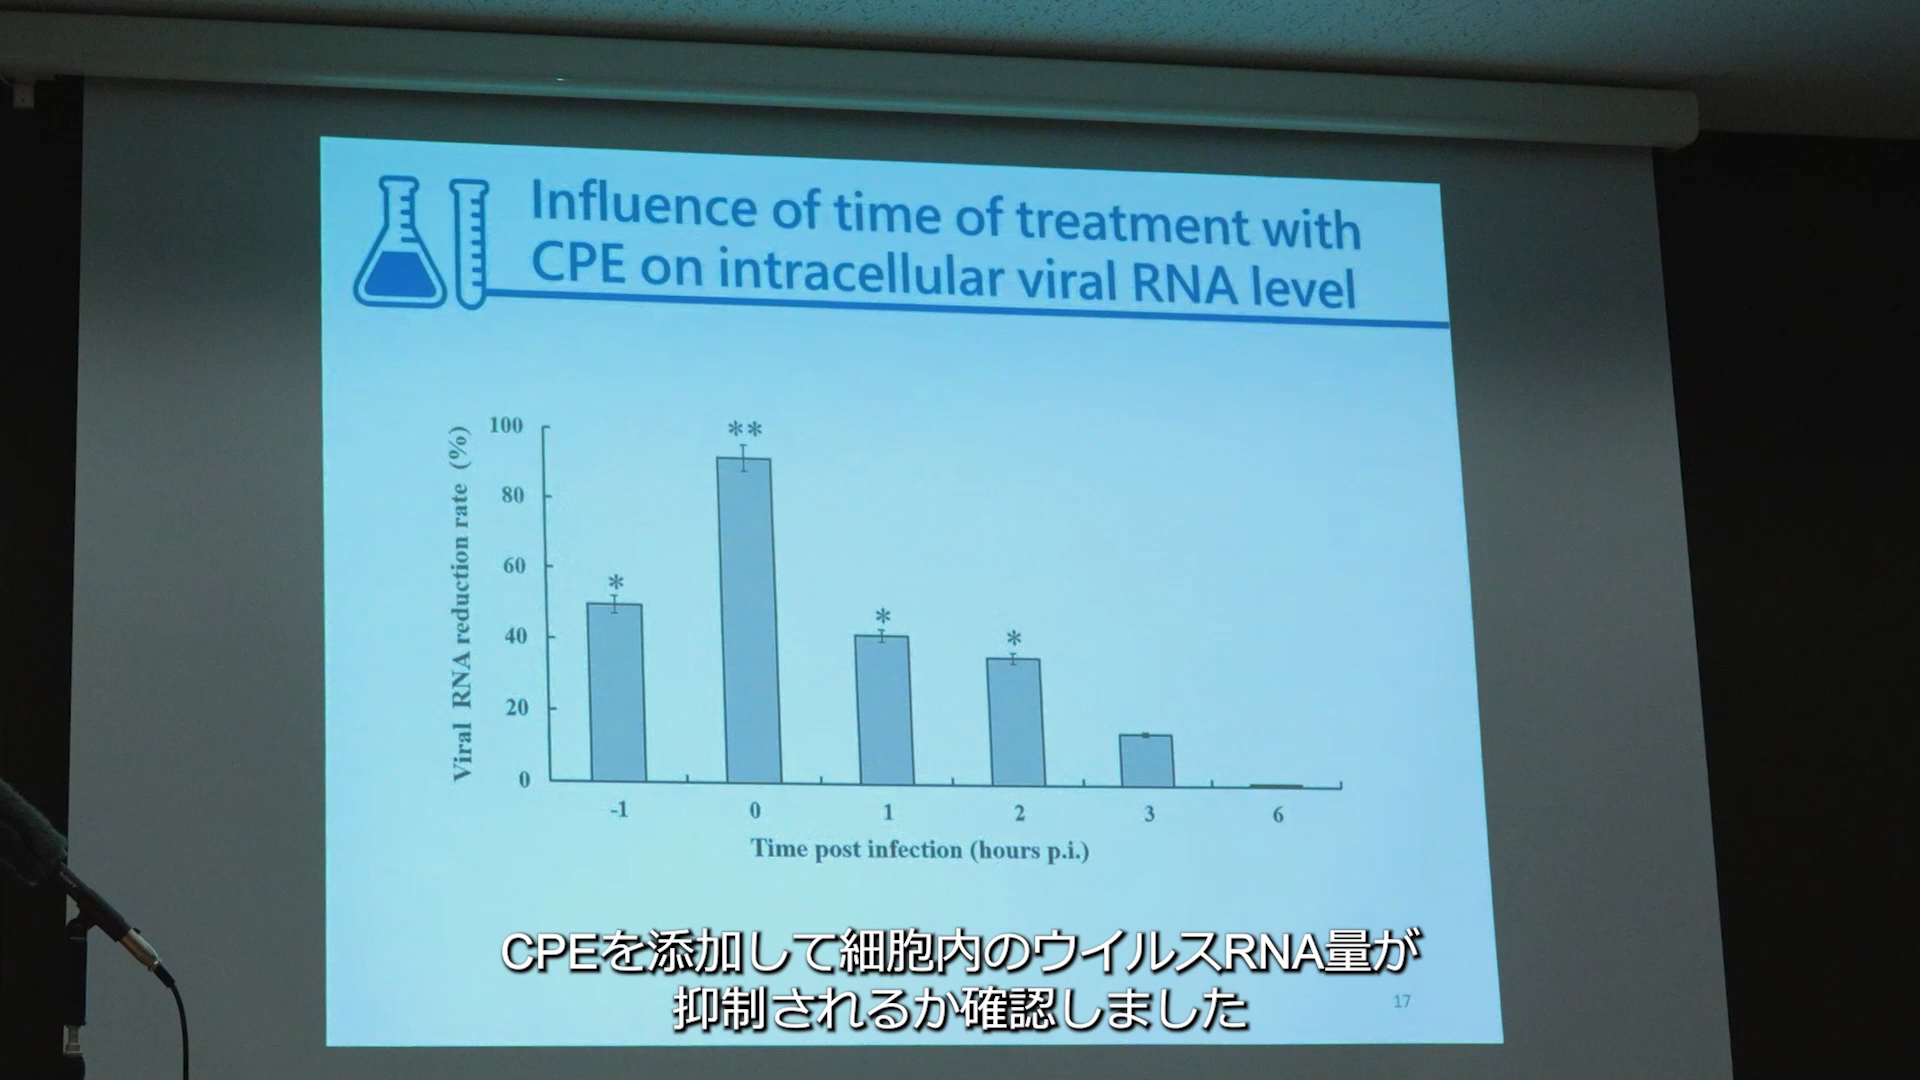 Influence of time of treatment with
CPE on intracellular viral RNA level
Viral RNA reduction rate (%)
100
80
60
40
20
0
*
**
*
*
-1
0
1
2
3
6
Time post infection (hours p.i.)
CPEを添加して細胞内のウイルスRNA量が
抑制されるか確認しました
17